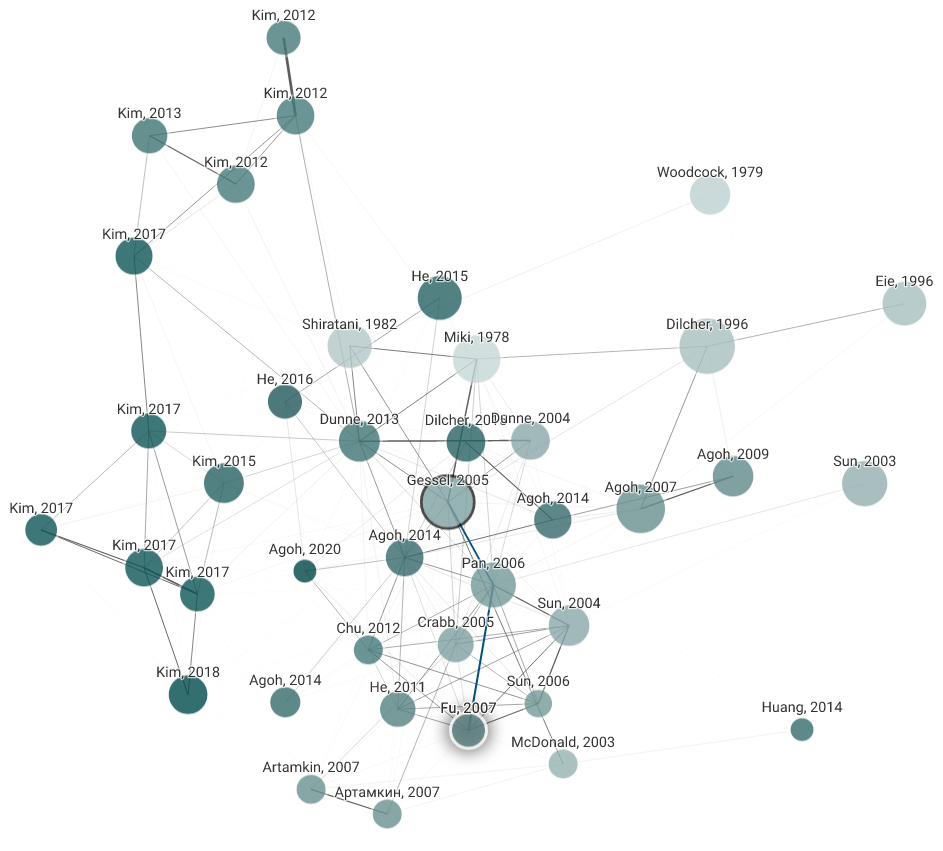 Kim, 2012
Kim, 2012
Kim, 2013
Kim, 2012
Woodcock, 1979
Kim, 2017
He, 2015
Eie, 1996
Shiratani, 1982
Dilcher, 1996
Miki, 1978
He, 2016
Kim, 2017
Dunne, 2013
Dilcher,
Dunne, 2004
Agoh, 2009
Kim, 2015
Sun, 2003
Gessel, 2005
Agoh, 2007
Agoh, 2014
Kim, 2017
Agoh, 2014
Kim, 2017
Agoh, 2020
Pan, 2006
Kim, 2017
Sun, 2004
Crabb, 2005
Chu, 2012
Kim, 2018
Agoh, 2014
Sun, 2006
He, 2011
Fu, 2007
Huang, 2014
McDonald, 2003
Artamkin, 2007
Артамкин, 2007